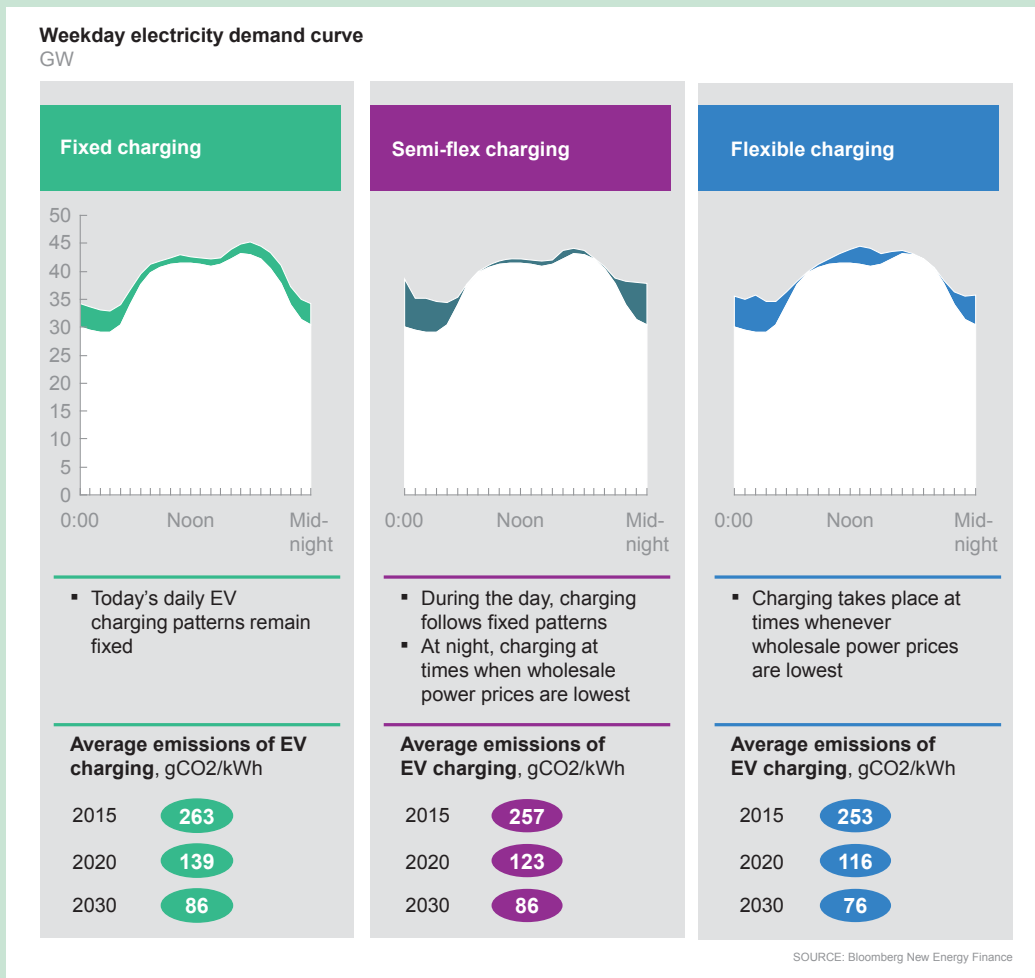 Weekday electricity demand curve
GW
Fixed charging
50
45
40
35
30
25
20
15
10
5
0
0:00
Noon
Mid-
night
▪ Today’s daily EV
charging patterns remain
fixed
Average emissions of EV
charging, gCO2/kWh
2015 263
2020 139
2030 86
Semi-flex charging
0:00
Noon
Mid-
night
▪ During the day, charging
follows fixed patterns
▪ At night, charging at
times when wholesale
power prices are lowest
Average emissions of
EV charging, gCO2/kWh
2015 257
2020 123
2030 86
Flexible charging
0:00
Noon
Mid-
night
▪ Charging takes place at
times whenever
wholesale power prices
are lowest
Average emissions of
EV charging, gCO2/kWh
2015 253
2020 116
2030 76
SOURCE: Bloomberg New Energy Finance